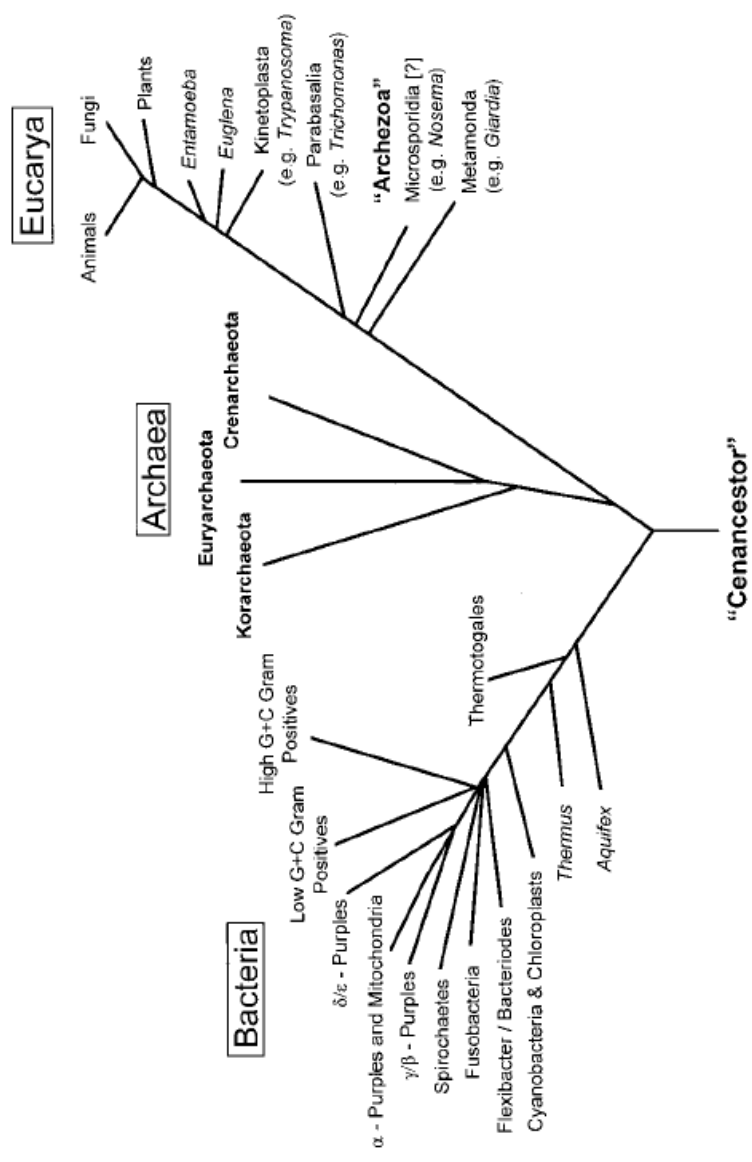 Bacteria
Archaea
Eucarya
High G+C Gram
Positives
Low G+C Gram
Positives
δ/ε - Purples
α - Purples and Mitochondria
γ/β - Purples
Spirochaetes
Fusobacteria
Flexibacter / Bacteriodes
Cyanobacteria & Chloroplasts
Thermus
Aquifex
Thermotogales
Korarchaeota
Euryarchaeota
Crenarchaeota
Animals
Fungi
Plants
Entamoeba
Euglena
Kinetoplasta
(e.g. Trypanosoma)
Parabasalia
(e.g. Trichomonas)
"Archezoa"
Microsporidia [?]
(e.g. Nosema)
Metamonda
(e.g. Giardia)
"Cenancestor"